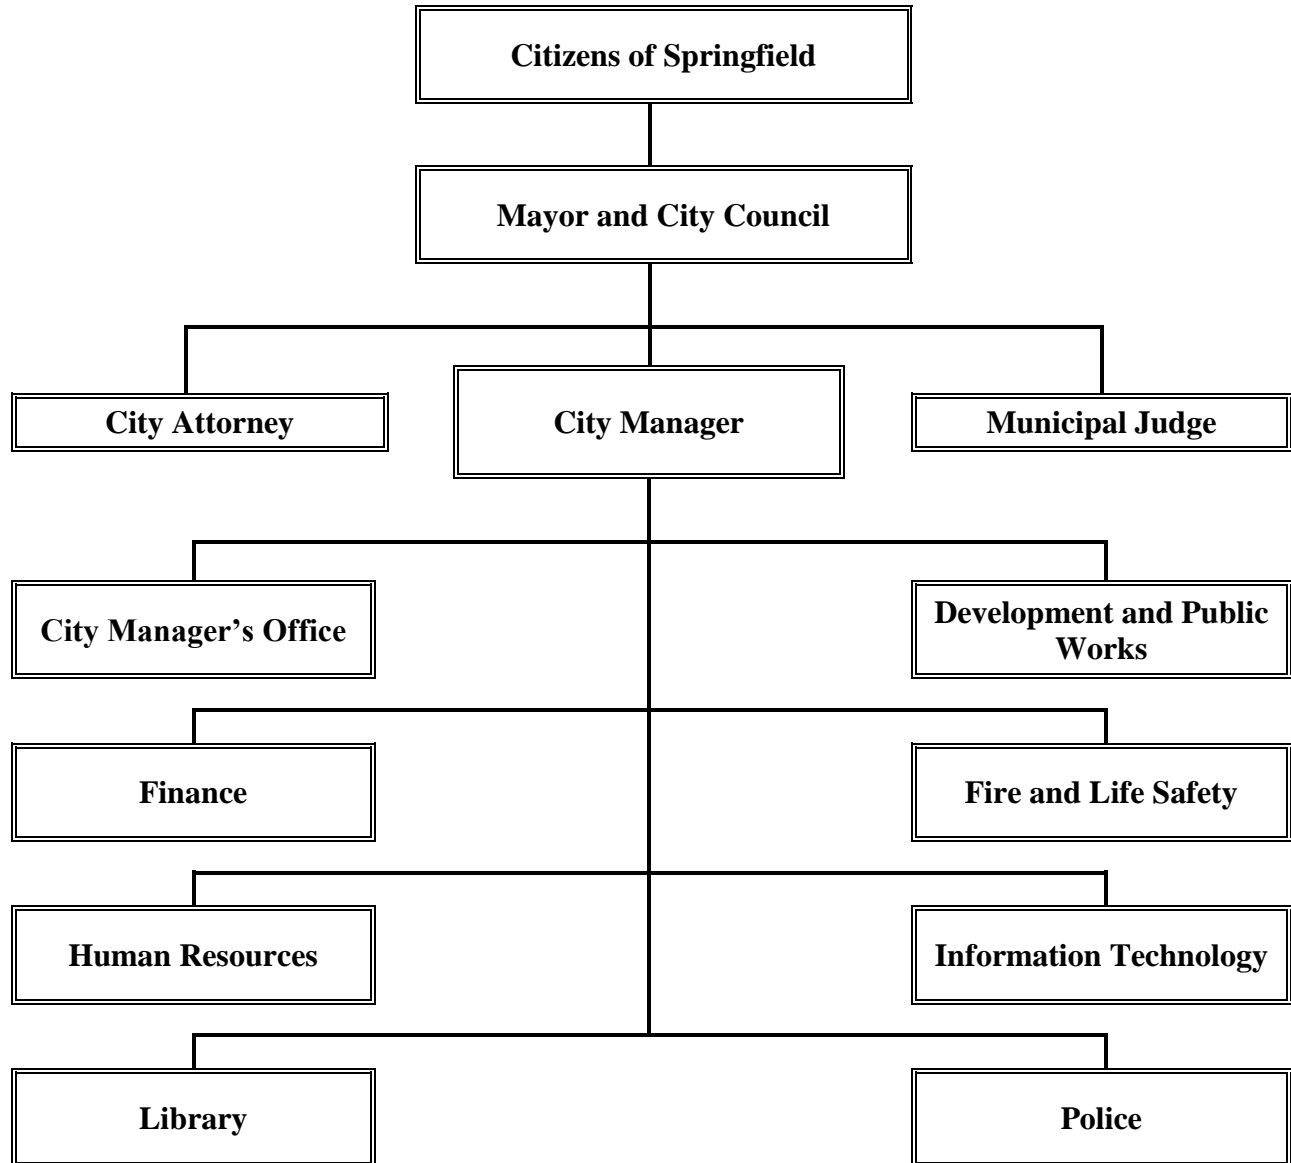 Citizens of Springfield
Mayor and City Council
City Attorney
City Manager
Municipal Judge
City Manager’s Office
Development and Public
Works
Finance
Fire and Life Safety
Human Resources
Information Technology
Library
Police